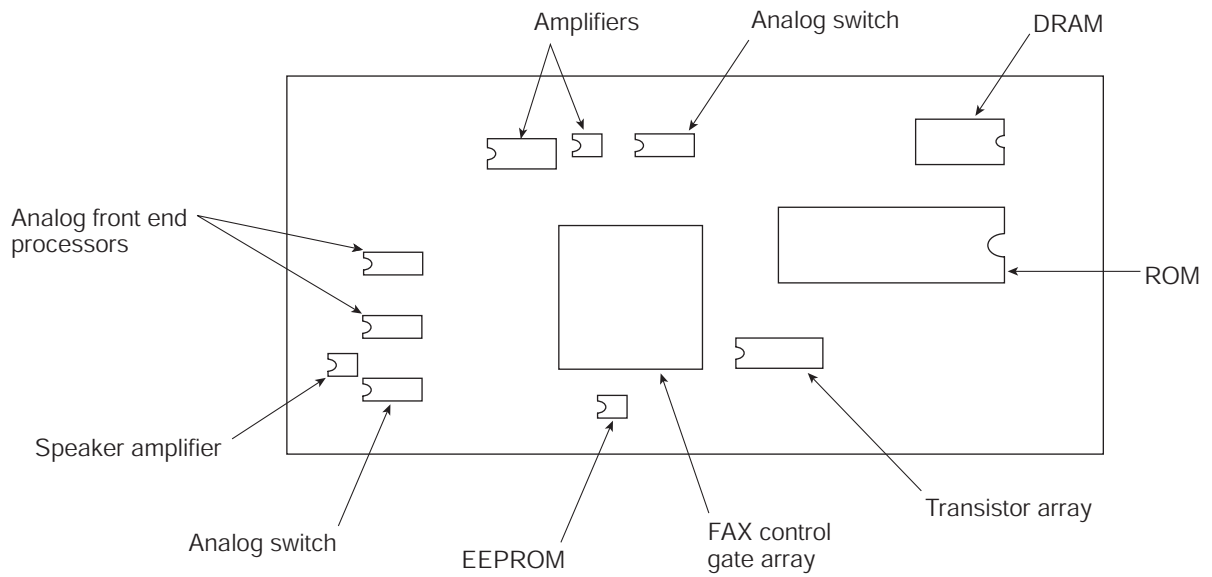 Amplifiers
Analog switch
DRAM
Analog front end
processors
ROM
Speaker amplifier
Analog switch
EEPROM
FAX control
gate array
Transistor array